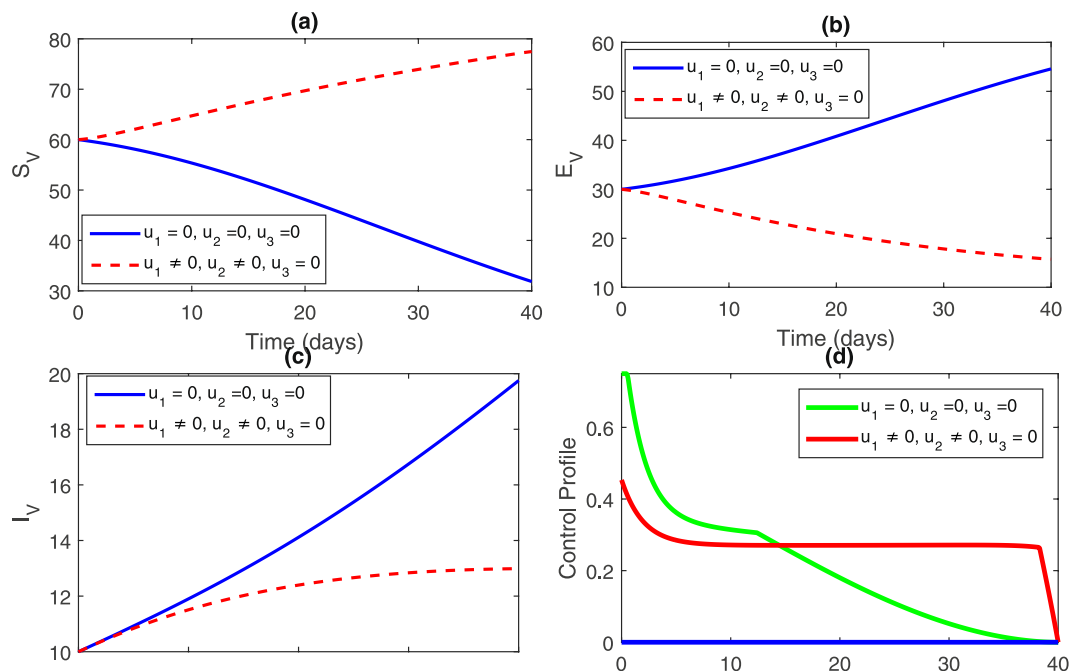 (a)
80
70
60
50
40
30
S_V
u_1 = 0, u_2 =0, u_3 =0
u_1 ≠ 0, u_2 ≠ 0, u_3 = 0
0
10
20
30
40
Time (days)
(b)
60
50
40
30
20
10
E_V
u_1 = 0, u_2 =0, u_3 =0
u_1 ≠ 0, u_2 ≠ 0, u_3 = 0
0
10
20
30
40
Time (days)
(c)
20
18
16
14
12
10
I_V
u_1 = 0, u_2 =0, u_3 =0
u_1 ≠ 0, u_2 ≠ 0, u_3 = 0
(d)
0.6
0.4
0.2
0
Control Profile
u_1 = 0, u_2 =0, u_3 =0
u_1 ≠ 0, u_2 ≠ 0, u_3 = 0
0
10
20
30
40